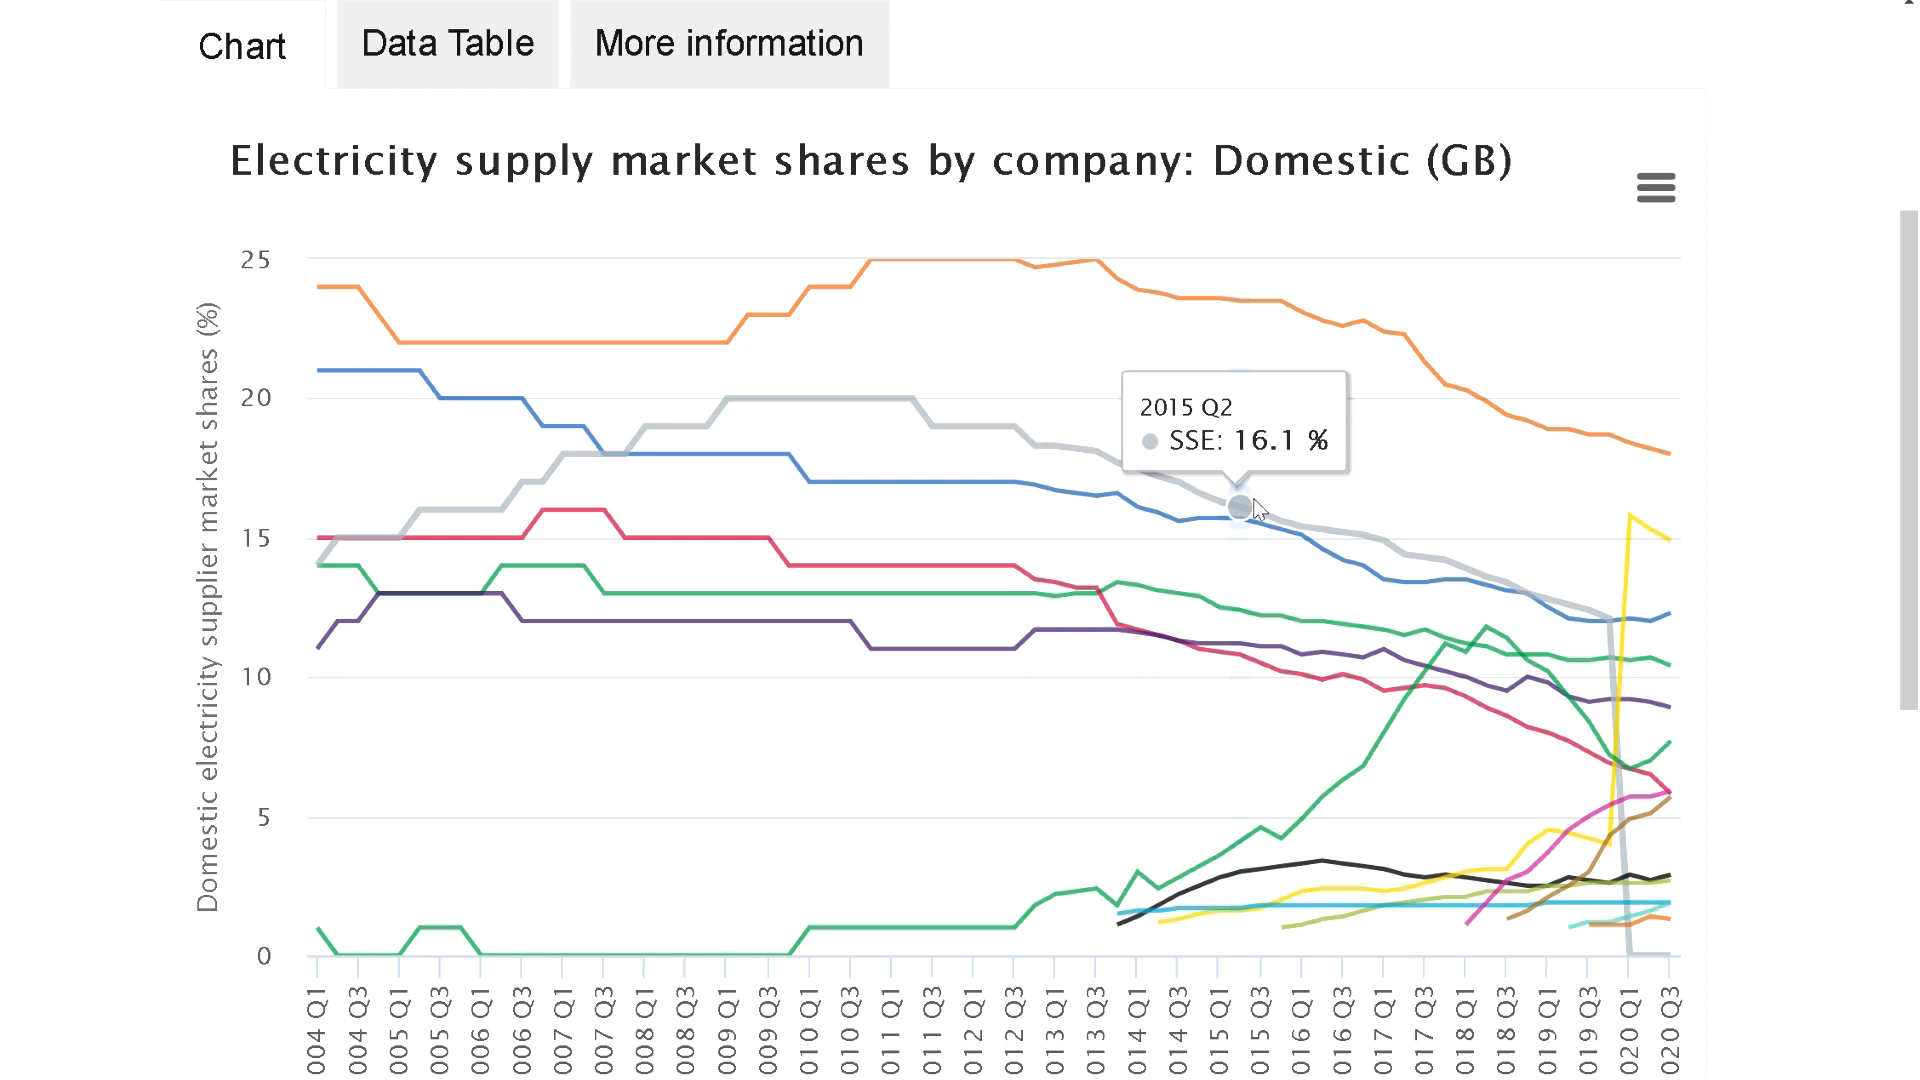 Chart
Data Table
More information
Electricity supply market shares by company: Domestic (GB)
Domestic electricity supplier market shares (%)
25
20
15
10
5
0
2015 Q2
SSE: 16.1 %
004 Q1
004 Q3
005 Q1
005 Q3
006 Q1
006 Q3
007 Q1
007 Q3
008 Q1
008 Q3
009 Q1
009 Q3
010 Q1
010 Q3
011 Q1
011 Q3
012 Q1
012 Q3
013 Q1
013 Q3
014 Q1
014 Q3
015 Q1
015 Q3
016 Q1
016 Q3
017 Q1
017 Q3
018 Q1
018 Q3
019 Q1
019 Q3
020 Q1
020 Q3